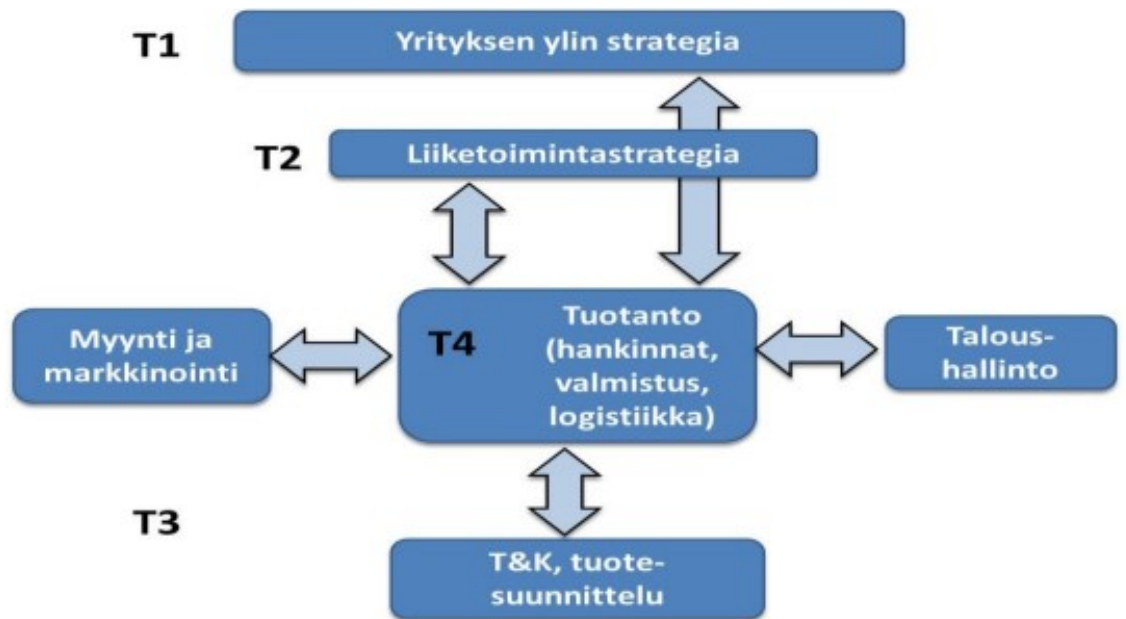 T1
Yrityksen ylin strategia
T2
Liiketoimintastrategia
Myynti ja
markkinointi
T4
Tuotanto
(hankinnat,
valmistus,
logistiikka)
Talous-
hallinto
T3
T&K, tuote-
suunnittelu